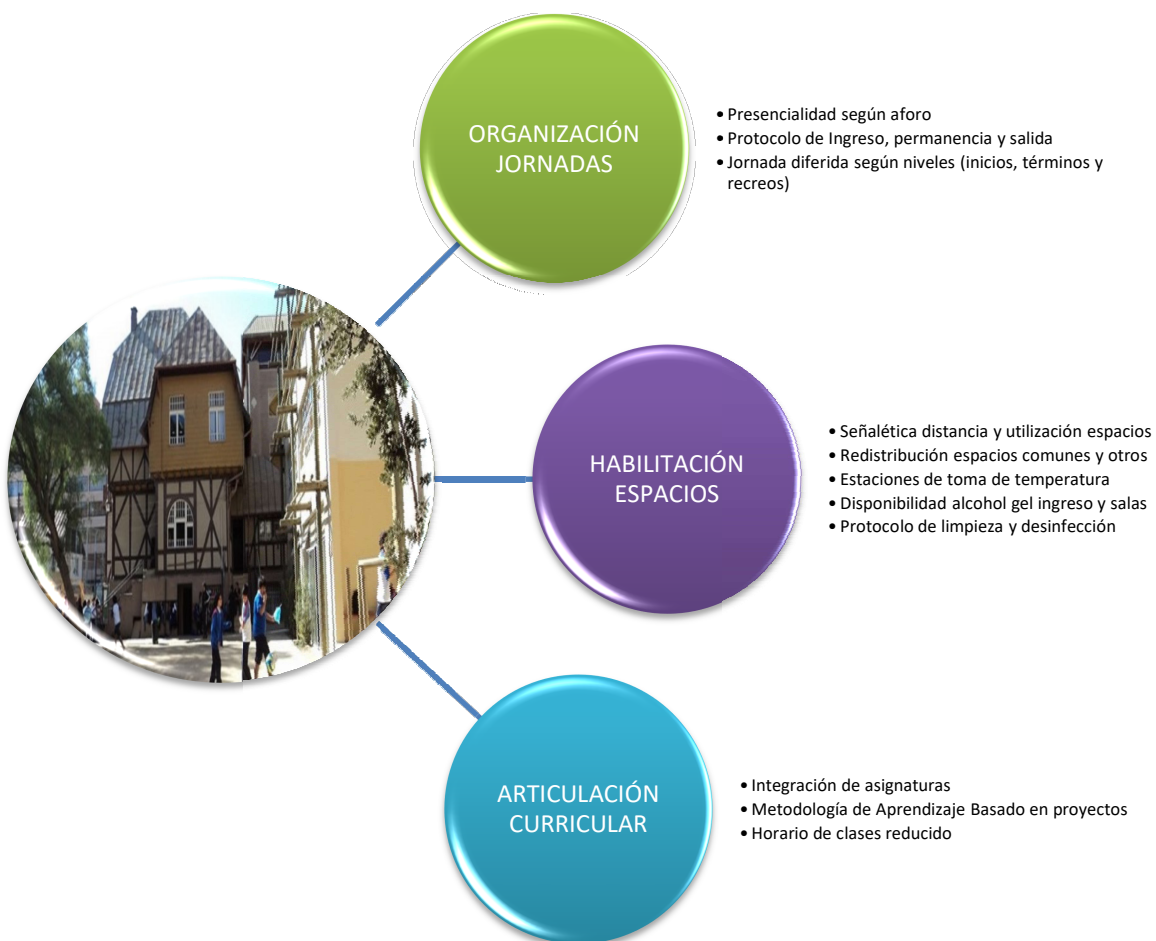 ORGANIZACIÓN
JORNADAS
• Presencialidad según aforo
• Protocolo de Ingreso, permanencia y salida
• Jornada diferida según niveles (inicios, términos y
recreos)
HABILITACIÓN
ESPACIOS
• Señalética distancia y utilización espacios
• Redistribución espacios comunes y otros
• Estaciones de toma de temperatura
• Disponibilidad alcohol gel ingreso y salas
• Protocolo de limpieza y desinfección
ARTICULACIÓN
CURRICULAR
• Integración de asignaturas
• Metodología de Aprendizaje Basado en proyectos
• Horario de clases reducido